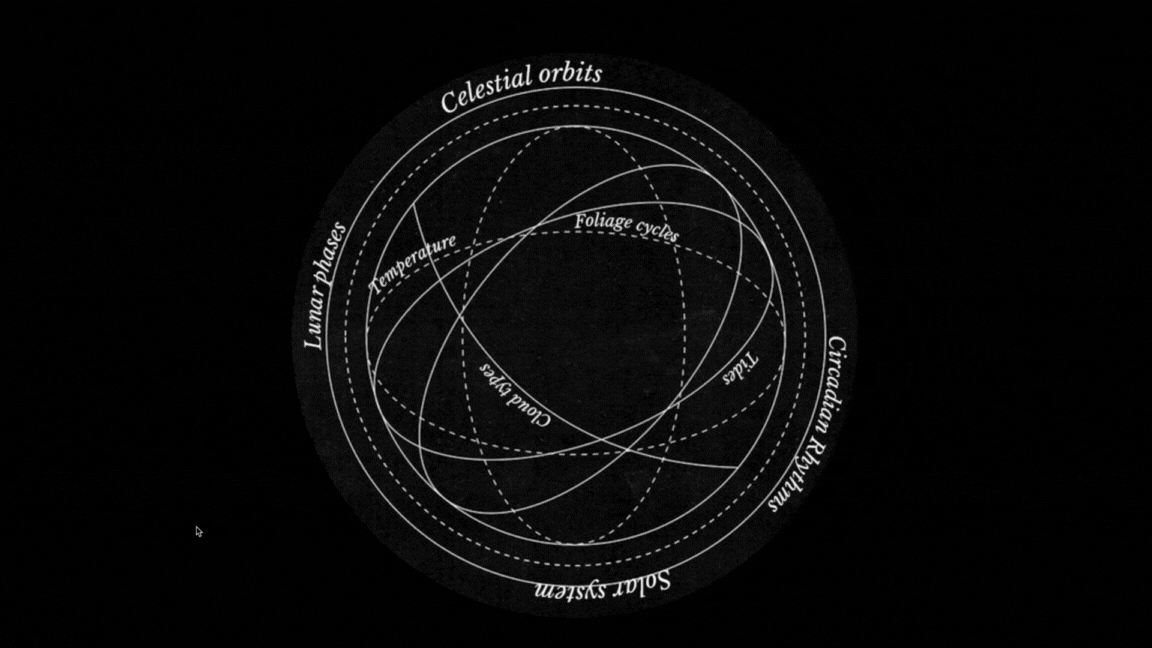 Celestial orbits
Foliage cycles
Temperature
Lunar phases
Circadian Rhythms
Tides
Cloud types
Solar system